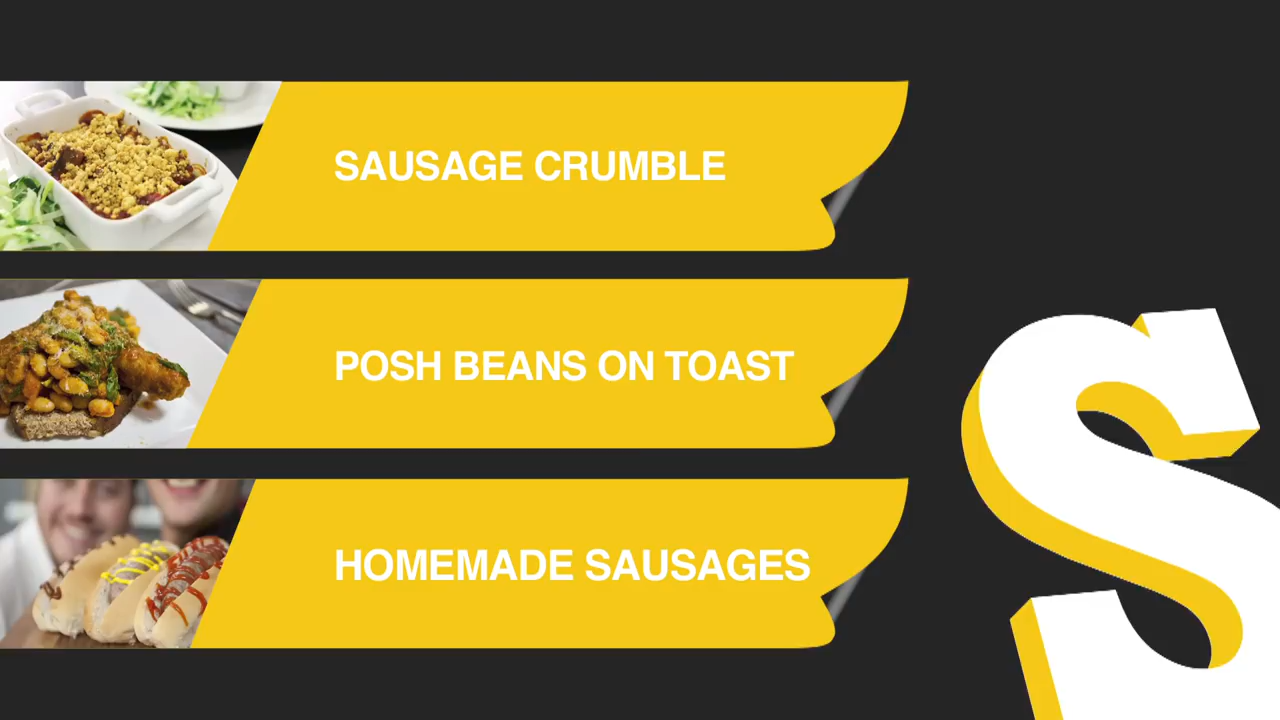 SAUSAGE CRUMBLE
POSH BEANS ON TOAST
HOMEMADE SAUSAGES
S